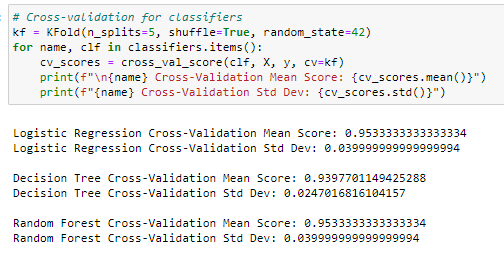 # Cross-validation for classifiers
kf = KFold(n_splits=5, shuffle=True, random_state=42)
for name, clf in classifiers.items():
    cv_scores = cross_val_score(clf, X, y, cv=kf)
    print(f"\n{name} Cross-Validation Mean Score: {cv_scores.mean()}")
    print(f"{name} Cross-Validation Std Dev: {cv_scores.std()}")
Logistic Regression Cross-Validation Mean Score: 0.9533333333333334
Logistic Regression Cross-Validation Std Dev: 0.039999999999999994
Decision Tree Cross-Validation Mean Score: 0.9397701149425288
Decision Tree Cross-Validation Std Dev: 0.0247016816104157
Random Forest Cross-Validation Mean Score: 0.9533333333333334
Random Forest Cross-Validation Std Dev: 0.039999999999999994